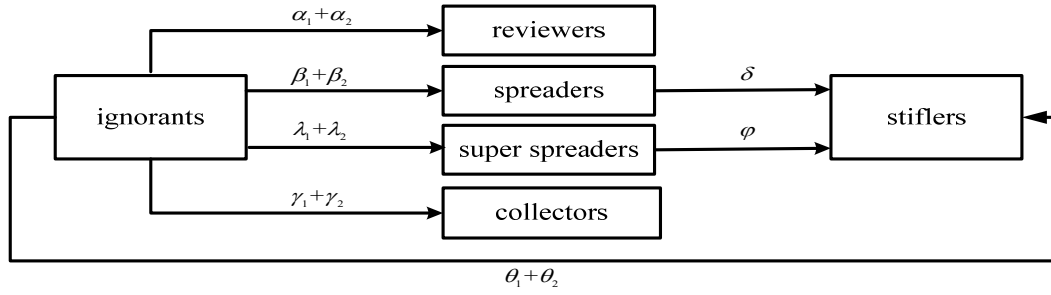 α₁+α₂
reviewers
β₁+β₂
spreaders
δ
ignorants
stiflers
λ₁+λ₂
super spreaders
φ
γ₁+γ₂
collectors
θ₁+θ₂